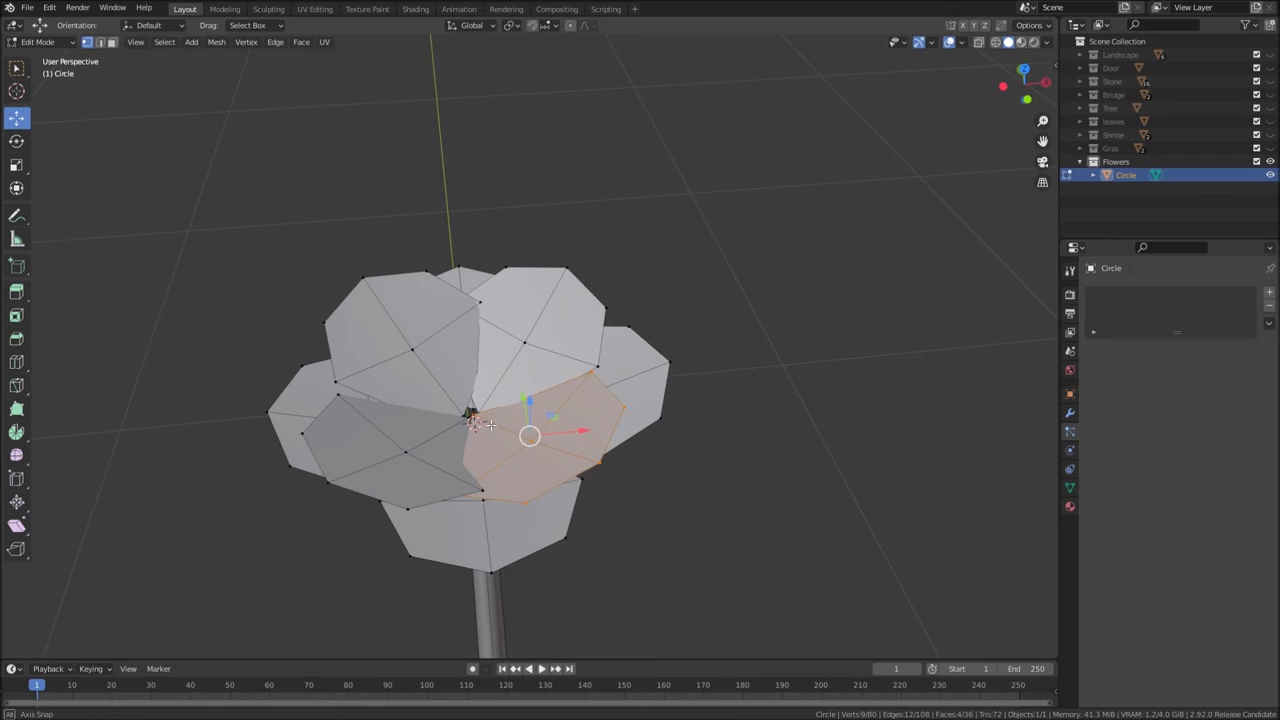 File Edit Render Window Help Layout Modeling Sculpting UV Editing Texture Paint Shading Animation Rendering Compositing Scripting + Scene View Layer
Orientation: Default Drag: Select Box Global X Y Z Options
Edit Mode View Select Add Mesh Vertex Edge Face UV
Scene Collection
User Perspective
(1) Circle
Landscape 6
Door
Stone 16
Bridge 2
Tree
leaves
Shrine 2
Gras 2
Flowers
Circle
Z
X
Circle
Playback Keying View Marker 1 Start 1 End 250
1 10 20 30 40 50 60 70 80 90 100 110 120 130 140 150 160 170 180 190 200 210 220 230 240 250
Alt Axis Snap Circle | Verts:9/80 | Edges:12/108 | Faces:4/36 | Tris:72 | Objects:1/1 | Memory: 41.3 MiB | VRAM: 1.2/4.0 GiB | 2.92.0 Release Candidate